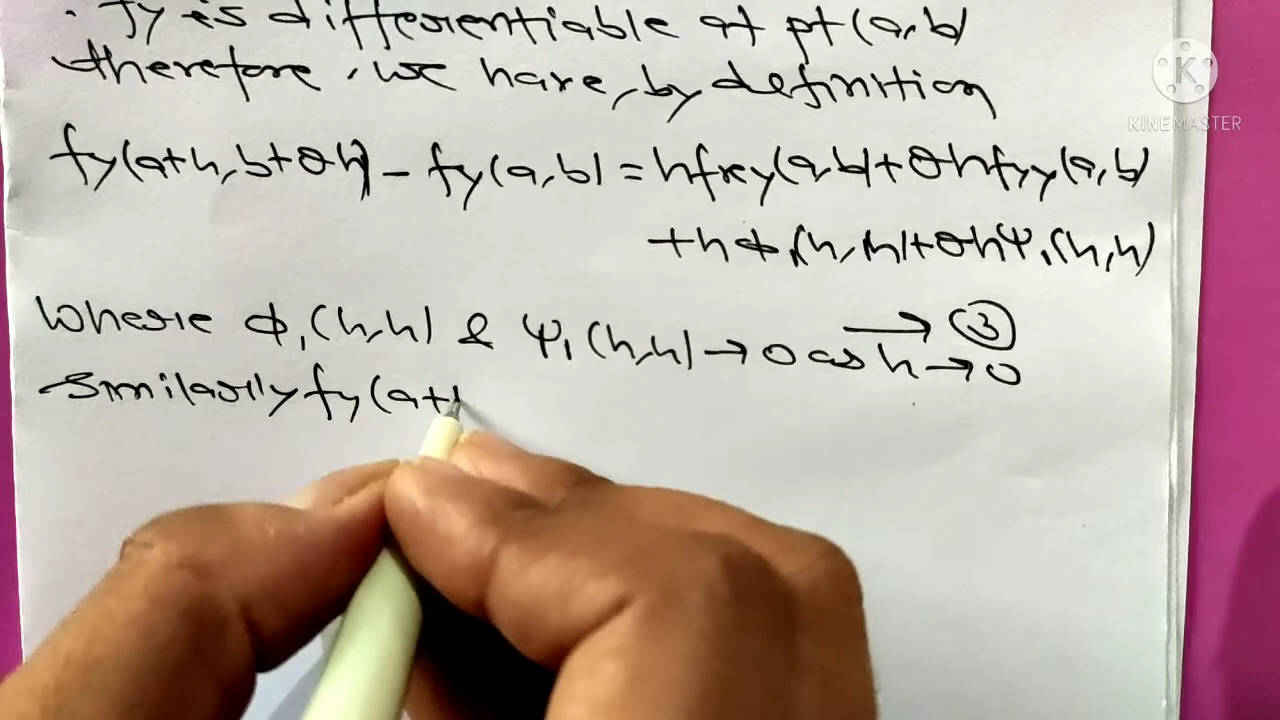 ∴ fy is differentiable at pt (a,b)
therefore, we have, by definition
fy(a+h, b+θh) - fy(a,b) = hfxy(a,b) + θhfyy(a,b)
+hΦ₁(h,h)+θhΨ₁(h,h)
→ ③
Where Φ₁(h,h) & Ψ₁(h,h) → 0 as h → 0
Similarly fy(a+
K
KINEMASTER